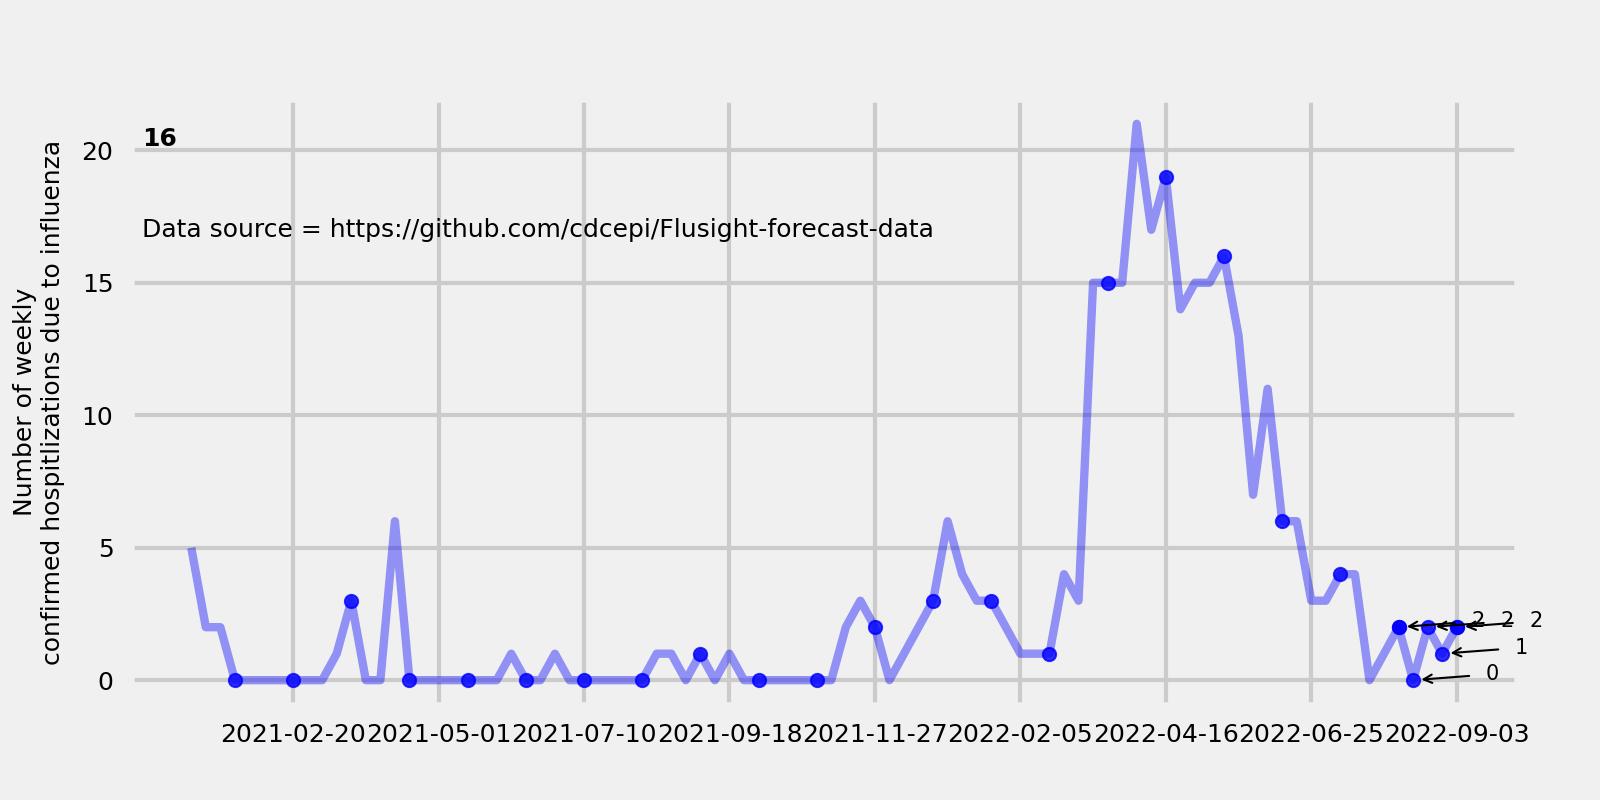 16
Data source = https://github.com/cdcepi/Flusight-forecast-data
Number of weekly
confirmed hospitlizations due to influenza
20
15
10
5
0
2 2 2
1
0
2021-02-20 2021-05-01 2021-07-10 2021-09-18 2021-11-27 2022-02-05 2022-04-16 2022-06-25 2022-09-03